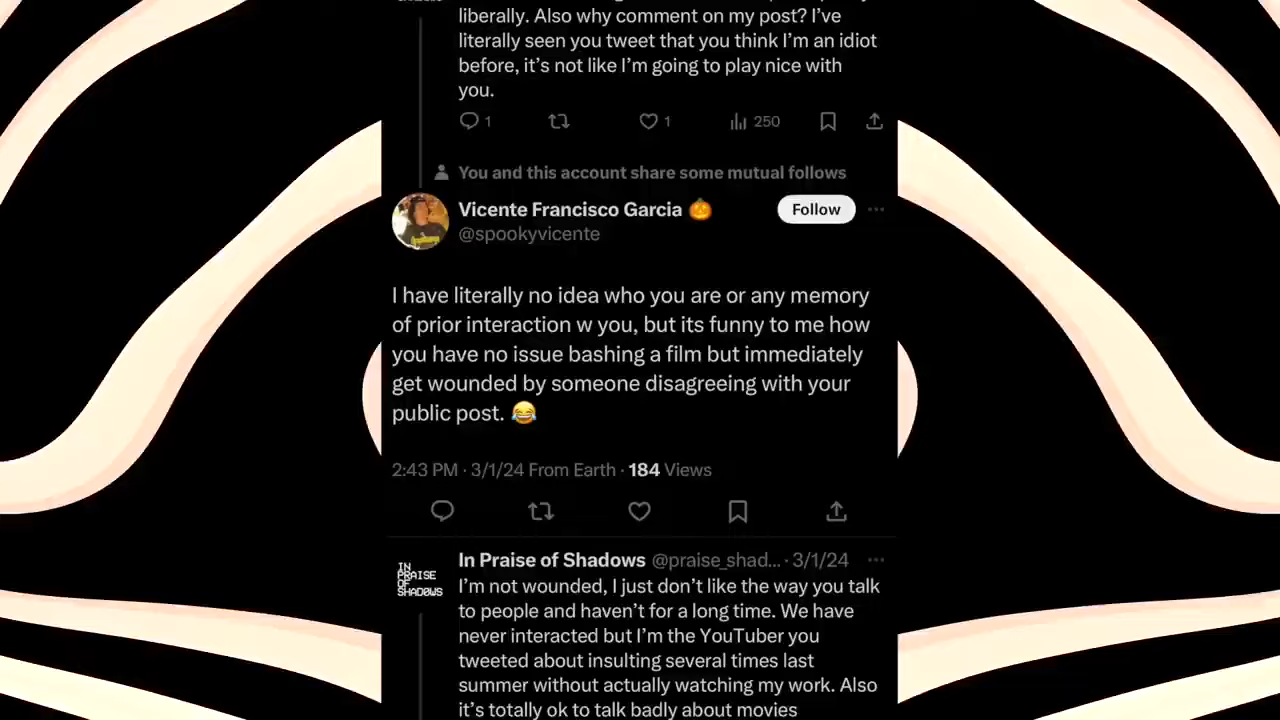 liberally. Also why comment on my post? I’ve
literally seen you tweet that you think I’m an idiot
before, it’s not like I’m going to play nice with
you.
1
1
250
You and this account share some mutual follows
Vicente Francisco Garcia 🎃
Follow
@spookyvicente
I have literally no idea who you are or any memory
of prior interaction w you, but its funny to me how
you have no issue bashing a film but immediately
get wounded by someone disagreeing with your
public post. 😂
2:43 PM · 3/1/24 From Earth · 184 Views
IN
PRAISE
OF
SHADOWS
In Praise of Shadows @praise_shad... · 3/1/24
I’m not wounded, I just don’t like the way you talk
to people and haven’t for a long time. We have
never interacted but I’m the YouTuber you
tweeted about insulting several times last
summer without actually watching my work. Also
it’s totally ok to talk badly about movies